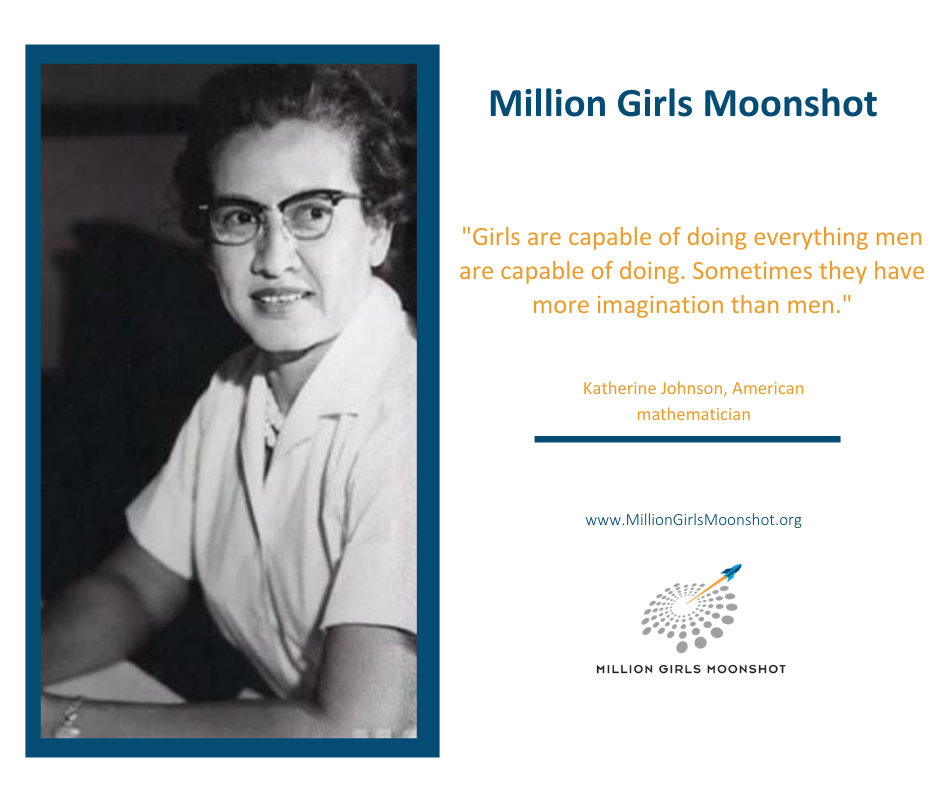 Million Girls Moonshot
"Girls are capable of doing everything men
are capable of doing. Sometimes they have
more imagination than men."
Katherine Johnson, American
mathematician
www.MillionGirlsMoonshot.org
MILLION GIRLS MOONSHOT